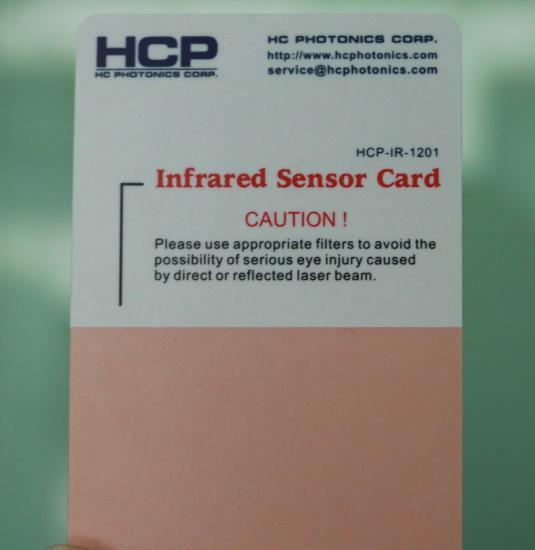 HCP
HC PHOTONICS CORP.
HC PHOTONICS CORP.
http://www.hcphotonics.com
service@hcphotonics.com
HCP-IR-1201
Infrared Sensor Card
CAUTION !
Please use appropriate filters to avoid the
possibility of serious eye injury caused
by direct or reflected laser beam.